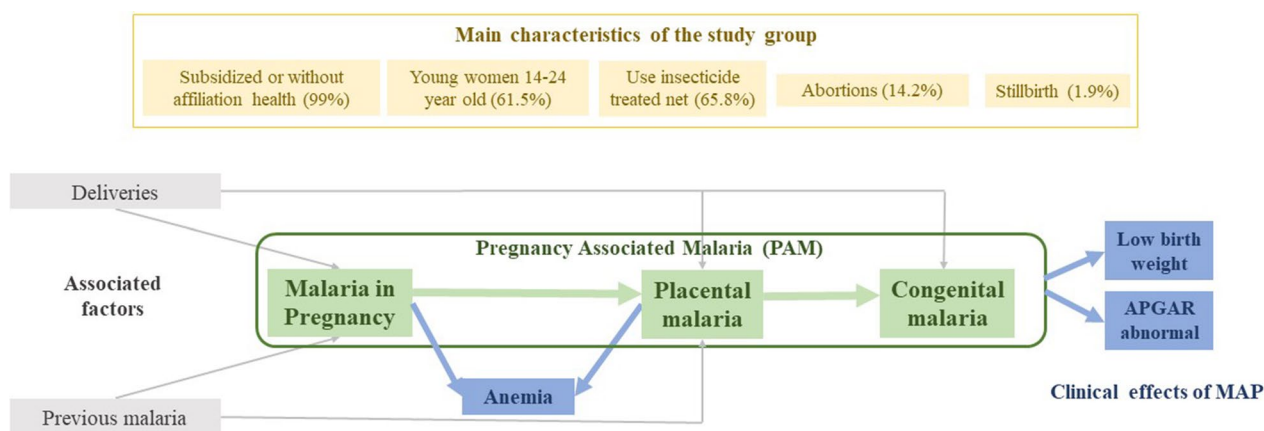 Main characteristics of the study group
Subsidized or without
affiliation health (99%)
Young women 14-24
year old (61.5%)
Use insecticide
treated net (65.8%)
Abortions (14.2%)
Stillbirth (1.9%)
Deliveries
Pregnancy Associated Malaria (PAM)
Low birth
weight
Associated
factors
Malaria in
Pregnancy
Placental
malaria
Congenital
malaria
APGAR
abnormal
Anemia
Clinical effects of MAP
Previous malaria